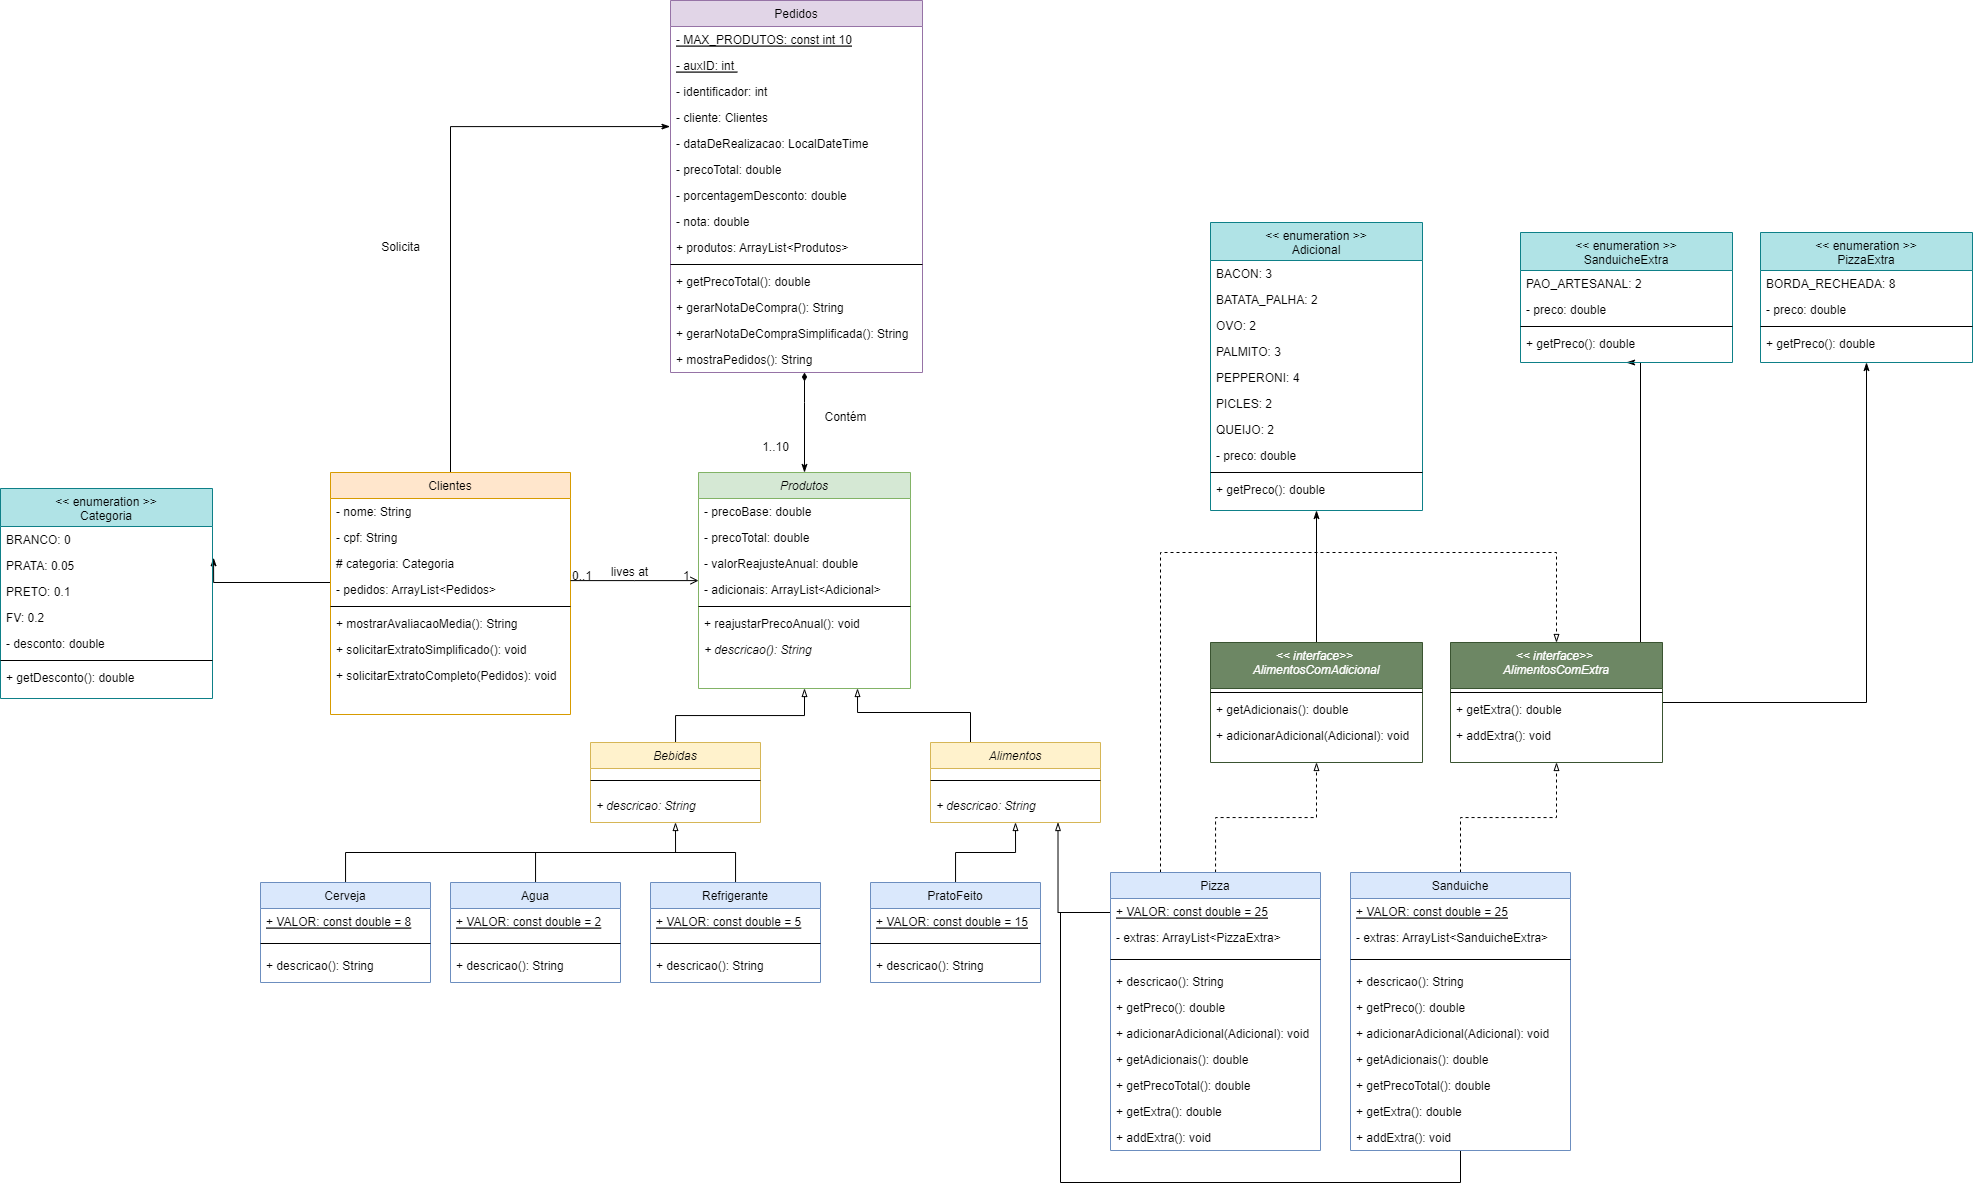 Pedidos
- MAX_PRODUTOS: const int 10
- auxID: int
- identificador: int
- cliente: Clientes
- dataDeRealizacao: LocalDateTime
- precoTotal: double
- porcentagemDesconto: double
- nota: double
+ produtos: ArrayList<Produtos>
+ getPrecoTotal(): double
+ gerarNotaDeCompra(): String
+ gerarNotaDeCompraSimplificada(): String
+ mostraPedidos(): String
Solicita
Contém
1..10
<< enumeration >>
Categoria
BRANCO: 0
PRATA: 0.05
PRETO: 0.1
FV: 0.2
- desconto: double
+ getDesconto(): double
Clientes
- nome: String
- cpf: String
# categoria: Categoria
- pedidos: ArrayList<Pedidos>
+ mostrarAvaliacaoMedia(): String
+ solicitarExtratoSimplificado(): void
+ solicitarExtratoCompleto(Pedidos): void
0..1
lives at
1
Produtos
- precoBase: double
- precoTotal: double
- valorReajusteAnual: double
- adicionais: ArrayList<Adicional>
+ reajustarPrecoAnual(): void
+ descricao(): String
<< enumeration >>
Adicional
BACON: 3
BATATA_PALHA: 2
OVO: 2
PALMITO: 3
PEPPERONI: 4
PICLES: 2
QUEIJO: 2
- preco: double
+ getPreco(): double
<< enumeration >>
SanduicheExtra
PAO_ARTESANAL: 2
- preco: double
+ getPreco(): double
<< enumeration >>
PizzaExtra
BORDA_RECHEADA: 8
- preco: double
+ getPreco(): double
<< interface>>
AlimentosComAdicional
+ getAdicionais(): double
+ adicionarAdicional(Adicional): void
<< interface>>
AlimentosComExtra
+ getExtra(): double
+ addExtra(): void
Bebidas
+ descricao: String
Alimentos
+ descricao: String
Cerveja
+ VALOR: const double = 8
+ descricao(): String
Agua
+ VALOR: const double = 2
+ descricao(): String
Refrigerante
+ VALOR: const double = 5
+ descricao(): String
PratoFeito
+ VALOR: const double = 15
+ descricao(): String
Pizza
+ VALOR: const double = 25
- extras: ArrayList<PizzaExtra>
+ descricao(): String
+ getPreco(): double
+ adicionarAdicional(Adicional): void
+ getAdicionais(): double
+ getPrecoTotal(): double
+ getExtra(): double
+ addExtra(): void
Sanduiche
+ VALOR: const double = 25
- extras: ArrayList<SanduicheExtra>
+ descricao(): String
+ getPreco(): double
+ adicionarAdicional(Adicional): void
+ getAdicionais(): double
+ getPrecoTotal(): double
+ getExtra(): double
+ addExtra(): void